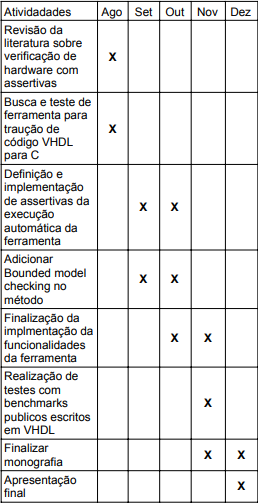 Atividadades Ago Set Out Nov Dez
Revisão da
literatura sobre
verificação de
hardware com
assertivas
X
Busca e teste de
ferramenta para
traução de
código VHDL
para C
X
Definição e
implementação
de assertivas da
execução
automática da
ferramenta
X X
Adicionar
Bounded model
checking no
método
X X
Finalização da
implmentação da
funcionalidades
da ferramenta
X X
Realização de
testes com
benchmarks
publicos escritos
em VHDL
X
Finalizar
monografia
X X
Apresentação
final
X